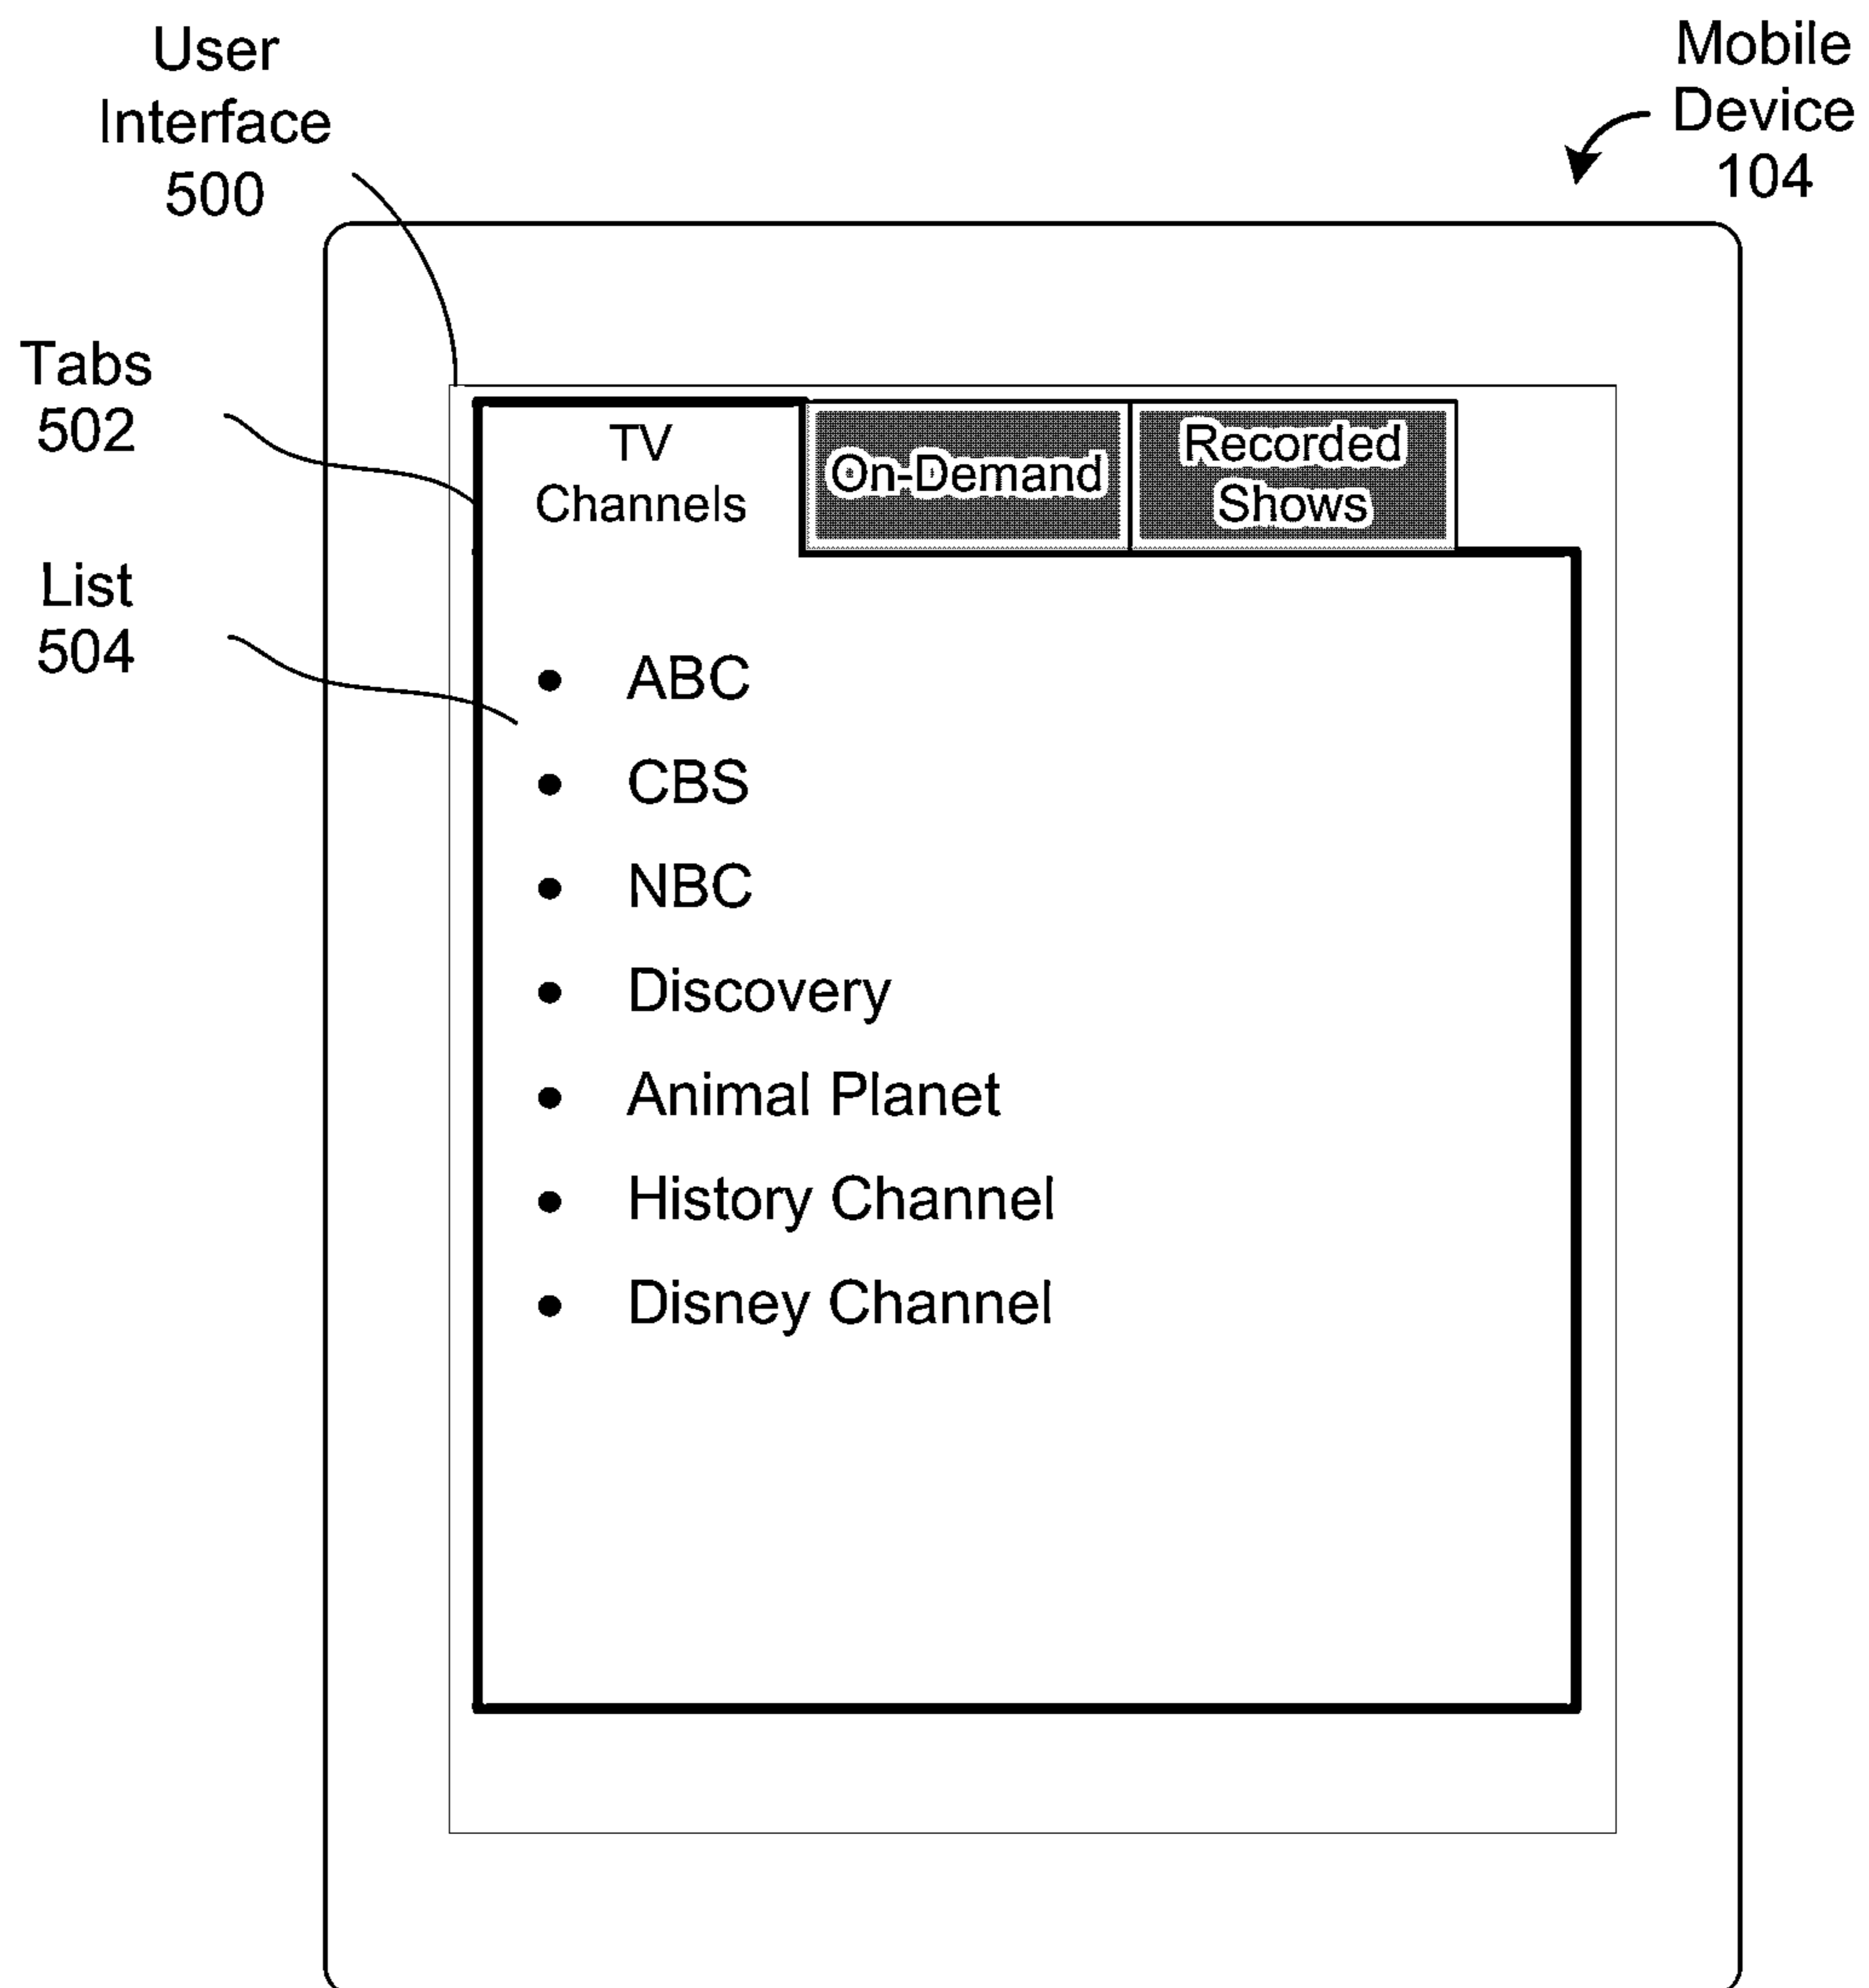 User
Interface
500
Mobile
Device
104
Tabs
502
TV
Channels
On-Demand
Recorded
Shows
List
504
• ABC
• CBS
• NBC
• Discovery
• Animal Planet
• History Channel
• Disney Channel